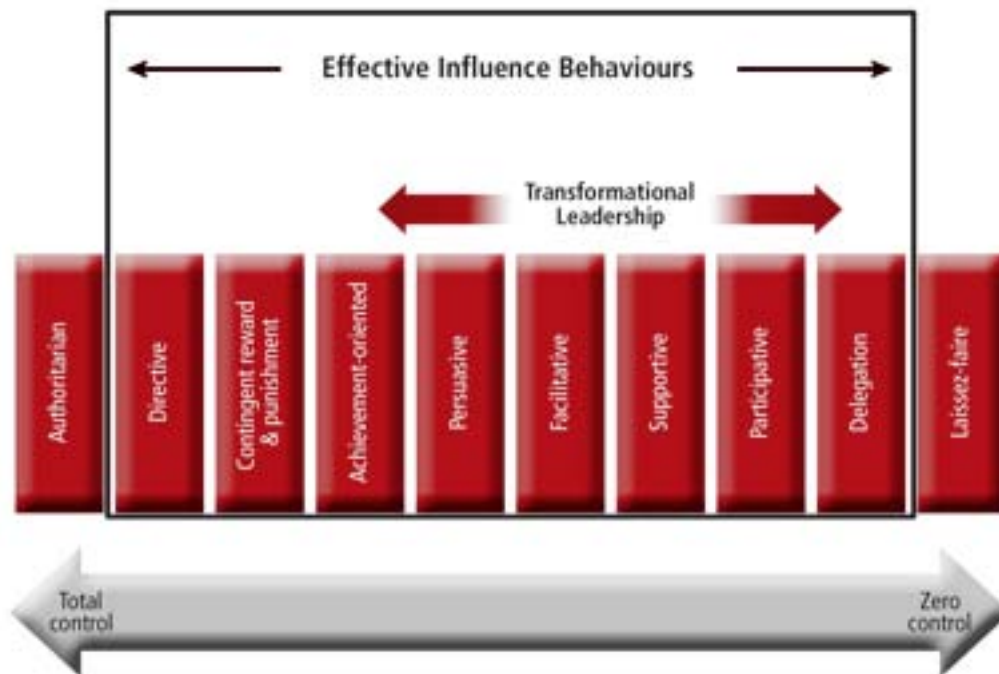 Effective Influence Behaviours
Transformational
Leadership
Authoritarian
Directive
Contingent reward
& punishment
Achievement-oriented
Persuasive
Facilitative
Supportive
Participative
Delegation
Laissez-faire
Total
control
Zero
control